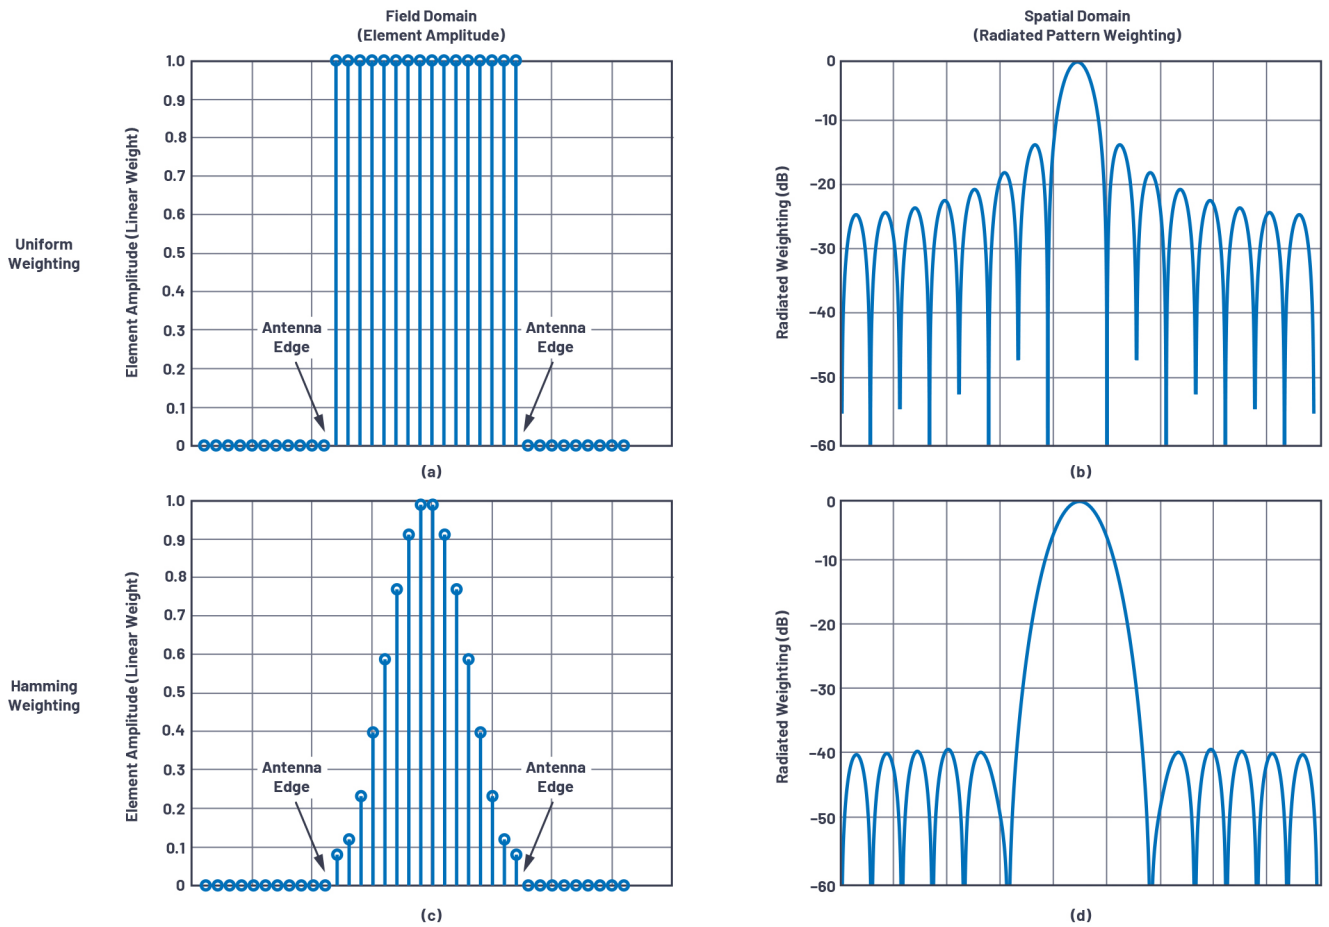 Field Domain
(Element Amplitude)
Spatial Domain
(Radiated Pattern Weighting)
Uniform
Weighting
Element Amplitude (Linear Weight)
1.0
0.9
0.8
0.7
0.6
0.5
0.4
0.3
0.2
0.1
0
Antenna
Edge
Antenna
Edge
(a)
Radiated Weighting (dB)
0
−10
−20
−30
−40
−50
−60
(b)
Hamming
Weighting
Element Amplitude (Linear Weight)
1.0
0.9
0.8
0.7
0.6
0.5
0.4
0.3
0.2
0.1
0
Antenna
Edge
Antenna
Edge
(c)
Radiated Weighting (dB)
0
−10
−20
−30
−40
−50
−60
(d)